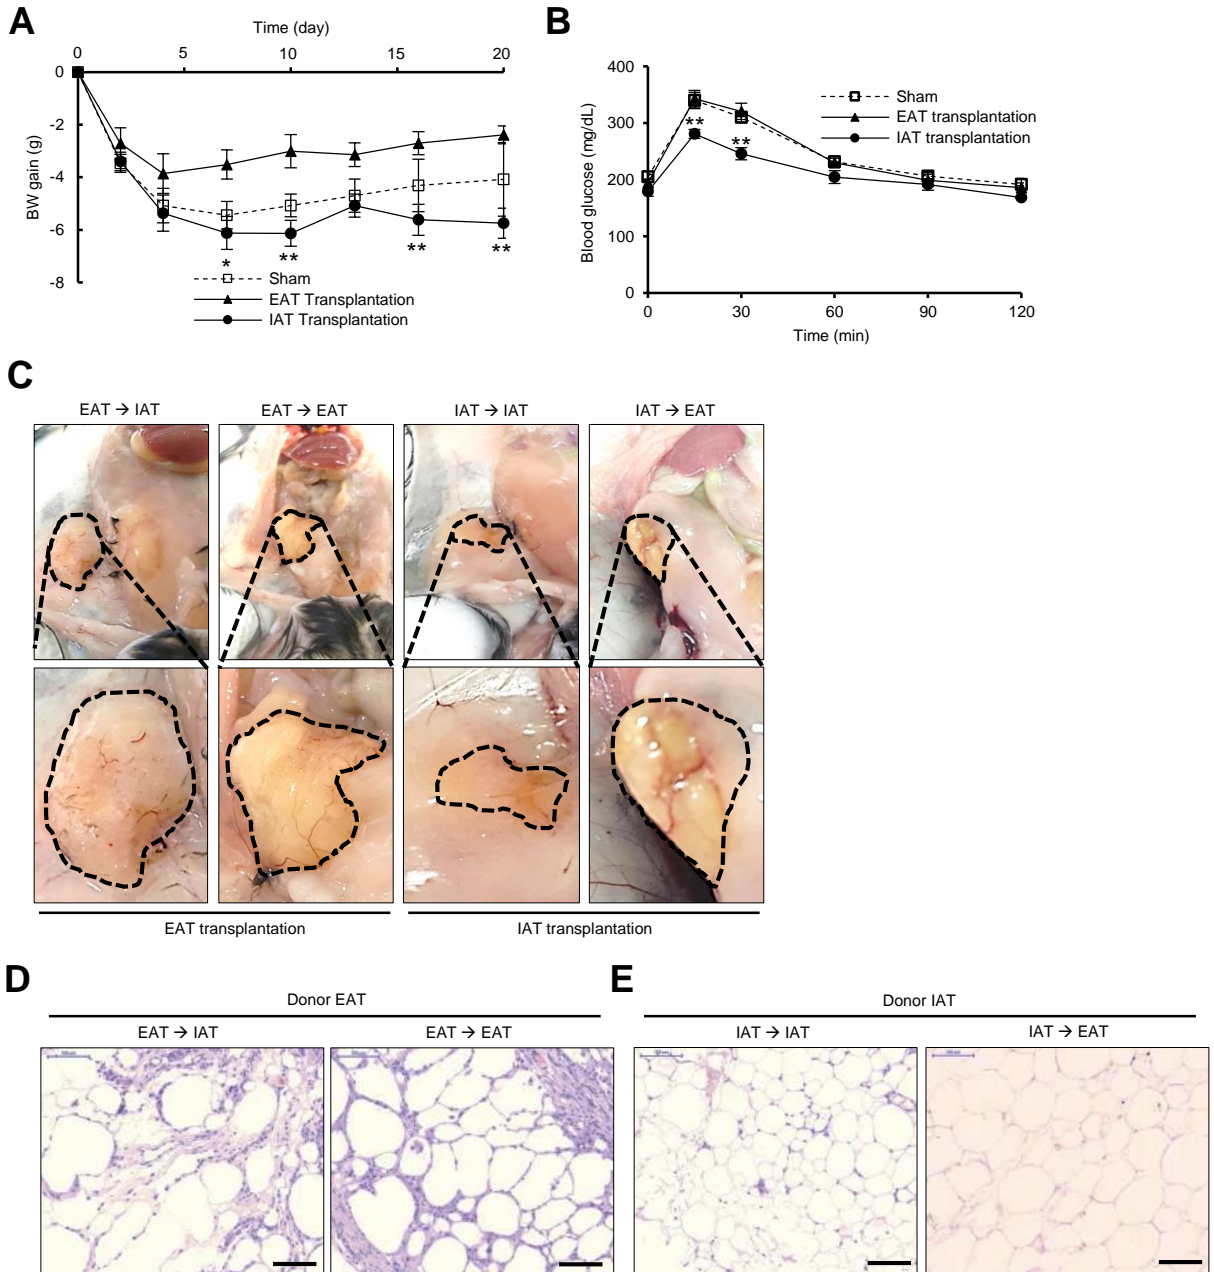 A
Time (day)
0 5 10 15 20
0
-2
-4
-6
-8
BW gain (g)
* ** ** **
Sham
EAT Transplantation
IAT Transplantation
B
400
300
200
100
0
Blood glucose (mg/dL)
** **
Sham
EAT transplantation
IAT transplantation
0 30 60 90 120
Time (min)
C
EAT → IAT EAT → EAT IAT → IAT IAT → EAT
EAT transplantation IAT transplantation
D
Donor EAT
EAT → IAT EAT → EAT
E
Donor IAT
IAT → IAT IAT → EAT